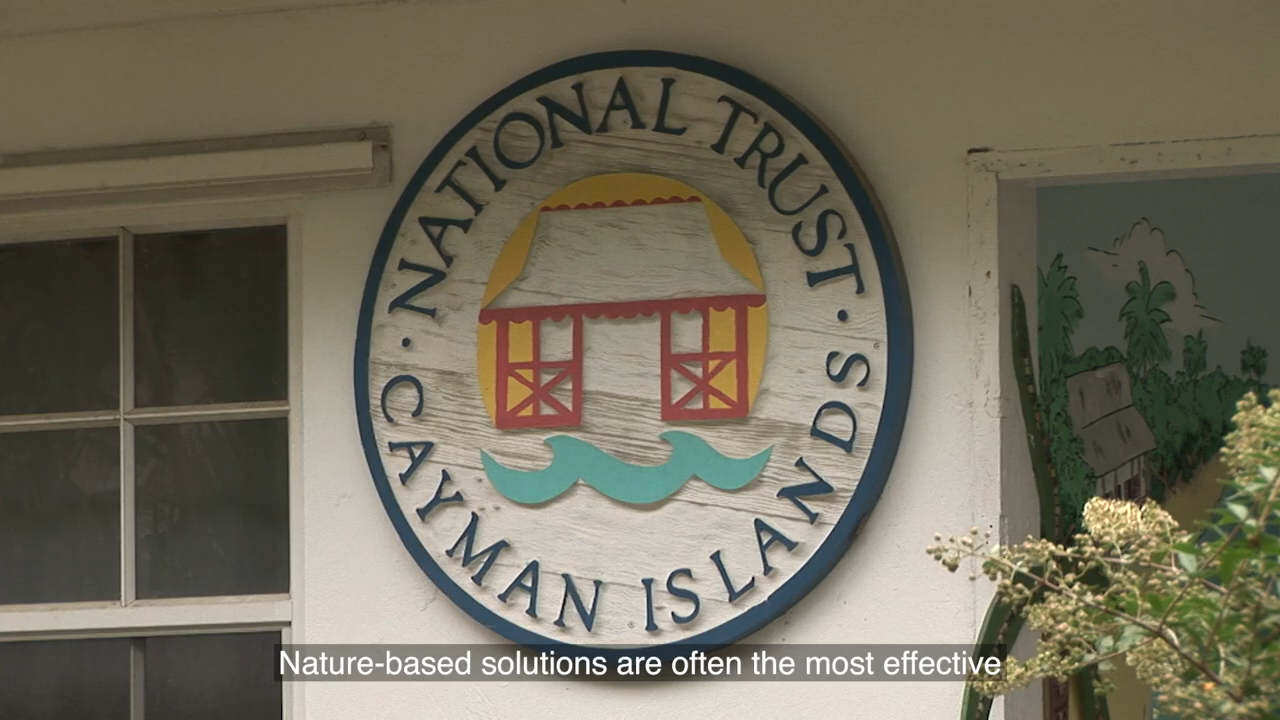 NATIONAL TRUST
CAYMAN ISLANDS
Nature-based solutions are often the most effective